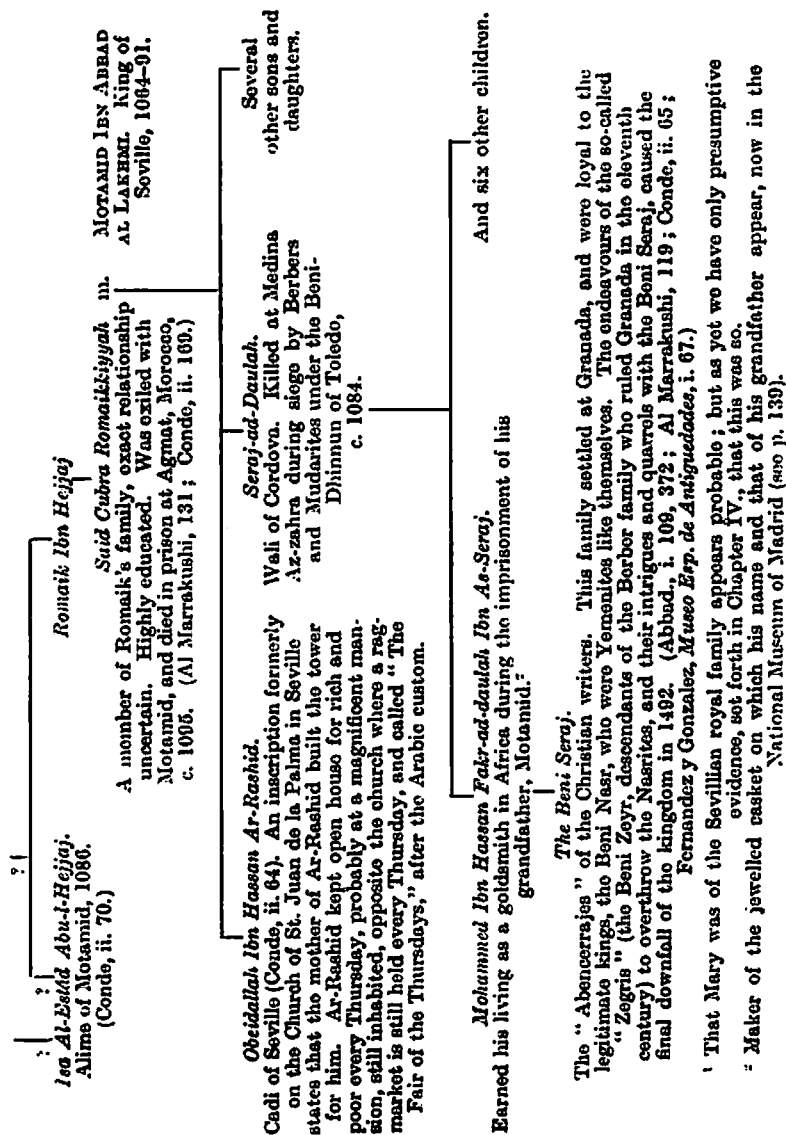 ?
?
?
Isa Al-Eshid Abu-l-Hejjaj.
Alime of Motamid, 1086.
(Conde, ii. 70.)
Romaik Ibn Hejjaj
Said Cubra Romaikkiyyah m.
A member of Romaik's family, exact relationship
uncertain. Highly educated. Was exiled with
Motamid, and died in prison at Agmat, Morocco,
c. 1095. (Al Marrakushi, 131; Conde, ii. 169.)
MOTAMID IBN ABBAD
AL LAKHMI. King of
Seville, 1064-91.
Obeidallah Ibn Hassan Ar-Rashid.
Cadi of Seville (Conde, ii. 64). An inscription formerly
on the Church of St. Juan de la Palma in Seville
states that the mother of Ar-Rashid built the tower
for him. Ar-Rashid kept open house for rich and
poor every Thursday, probably at a magnificent man-
sion, still inhabited, opposite the church where a rag-
market is still held every Thursday, and called "The
Fair of the Thursdays," after the Arabic custom.
Seraj-ad-Daulah.
Wali of Cordova. Killed at Medina
Az-zahra during siege by Berbers
and Mudarites under the Beni-
Dhinnun of Toledo,
c. 1084.
Several
other sons and
daughters.
Mohammed Ibn Hassan Fakr-ad-daulah Ibn As-Seraj.
Earned his living as a goldsmith in Africa during the imprisonment of his
grandfather, Motamid.²
And six other children.
The Beni Seraj.
The "Abencerrajes" of the Christian writers. This family settled at Granada, and were loyal to the
legitimate kings, the Beni Nasr, who were Yemenites like themselves. The endeavours of the so-called
"Zegris" (the Beni Zeyr, descendants of the Berber family who ruled Granada in the eleventh
century) to overthrow the Nasrites, and their intrigues and quarrels with the Beni Seraj, caused the
final downfall of the kingdom in 1492. (Abbad., i. 109, 372; Al Marrakushi, 119; Conde, ii. 65;
Fernandez y Gonzalez, Museo Esp. de Antiguedades, i. 67.)
¹ That Mary was of the Sevillian royal family appears probable; but as yet we have only presumptive
evidence, set forth in Chapter IV., that this was so.
² Maker of the jewelled casket on which his name and that of his grandfather appear, now in the
National Museum of Madrid (see p. 139).